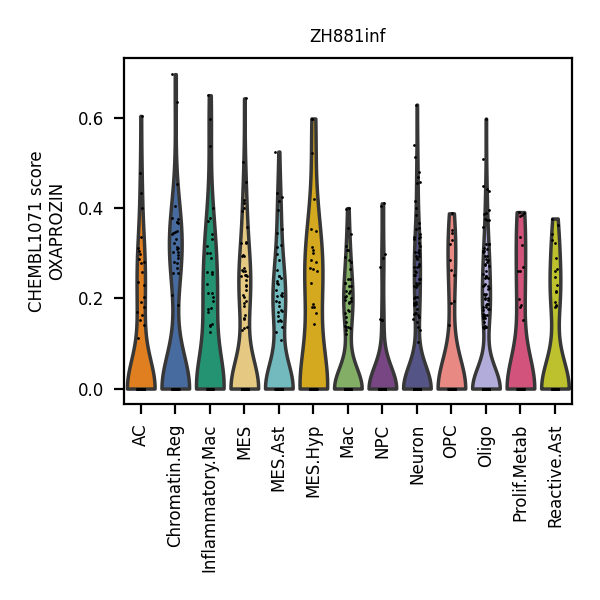 ZH881inf
CHEMBL1071 score
OXAPROZIN
0.6
0.4
0.2
0.0
AC
Chromatin.Reg
Inflammatory.Mac
MES
MES.Ast
MES.Hyp
Mac
NPC
Neuron
OPC
Oligo
Prolif.Metab
Reactive.Ast